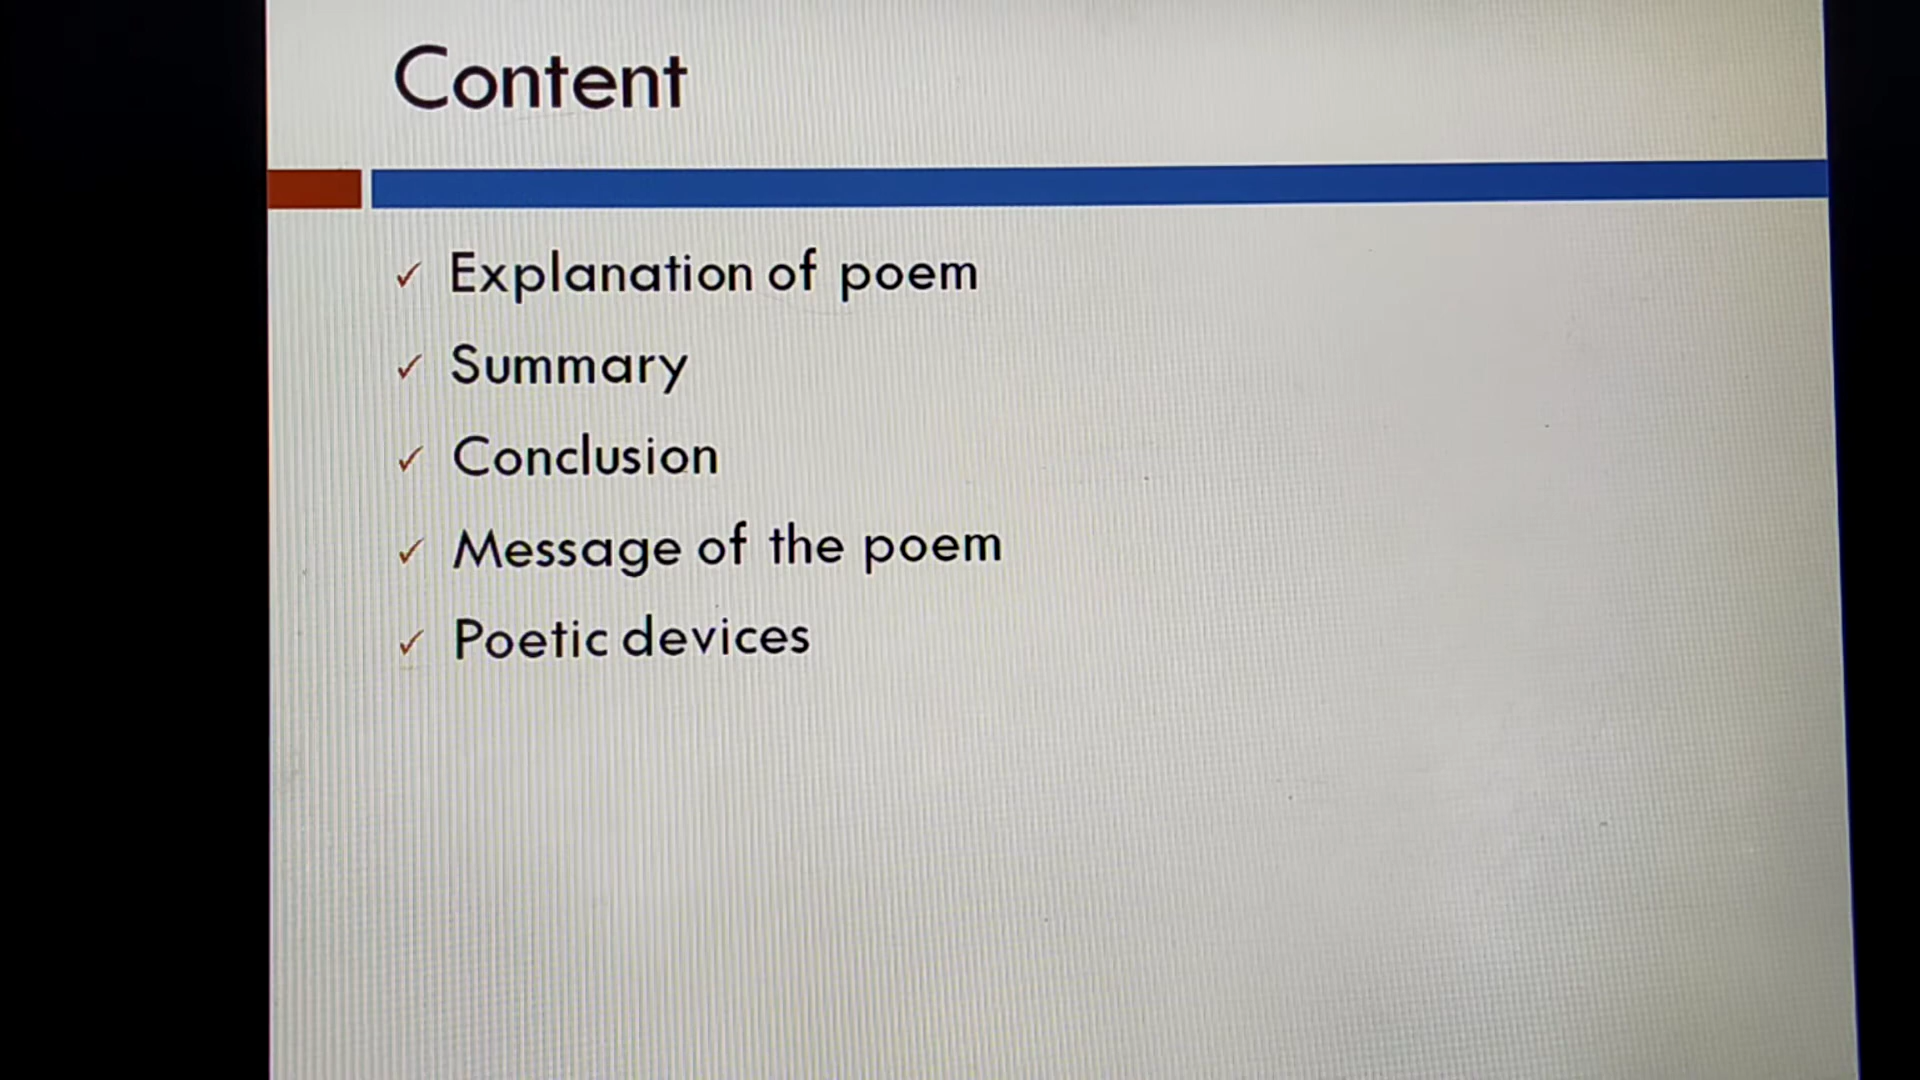 Content
✓ Explanation of poem
✓ Summary
✓ Conclusion
✓ Message of the poem
✓ Poetic devices